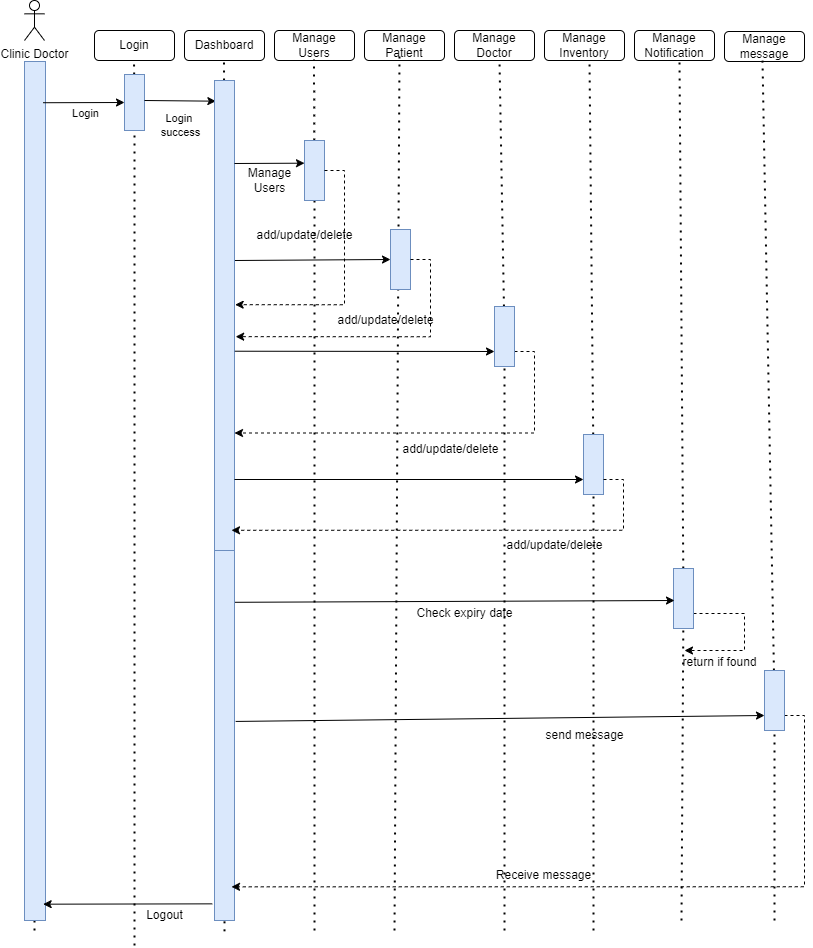 Clinic Doctor
Login
Dashboard
Manage
Users
Manage
Patient
Manage
Doctor
Manage
Inventory
Manage
Notification
Manage
message
Login
Login
success
Manage
Users
add/update/delete
add/update/delete
add/update/delete
add/update/delete
Check expiry date
return if found
send message
Receive message
Logout